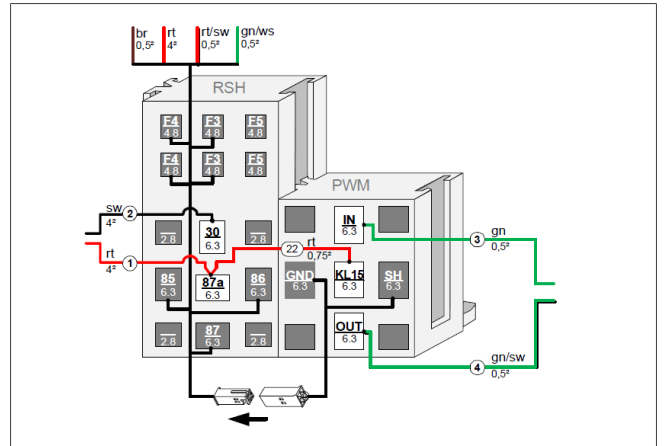 br rt rt/sw gn/ws
0,5² 4² 0,5² 0,5²
RSH
F4 F3 F5
4.8 4.8 4.8
F4 F3 F5
4.8 4.8 4.8
PWM
sw 2
4²
30
2.8 6.3 2.8
IN
6.3
3 gn
0,5²
rt 1
4²
22 rt
0,75²
85 87a 86
6.3 6.3 6.3
GND KL15 SH
6.3 6.3 6.3
87
2.8 6.3 2.8
OUT
6.3
4 gn/sw
0,5²